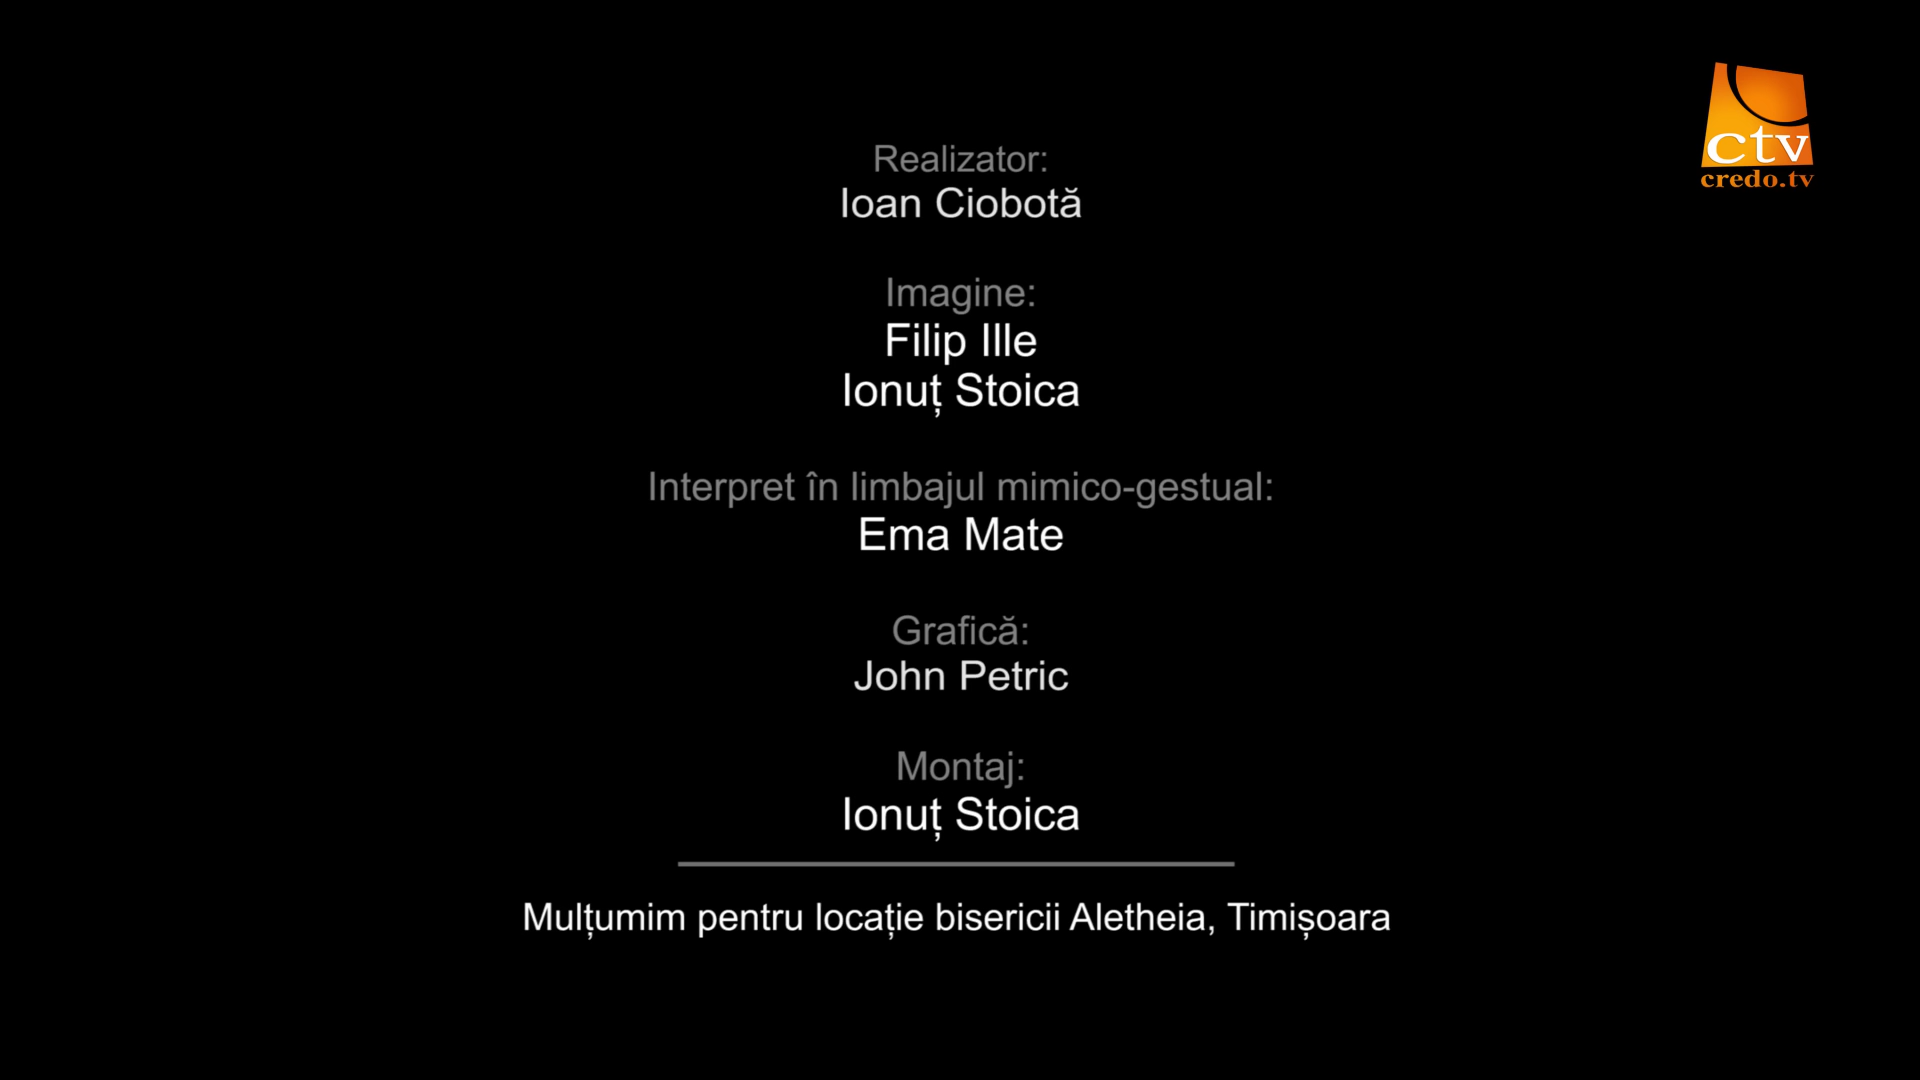 ctv
credo.tv
Realizator:
Ioan Ciobotă
Imagine:
Filip Ille
Ionuț Stoica
Interpret în limbajul mimico-gestual:
Ema Mate
Grafică:
John Petric
Montaj:
Ionuț Stoica
Mulțumim pentru locație bisericii Aletheia, Timișoara